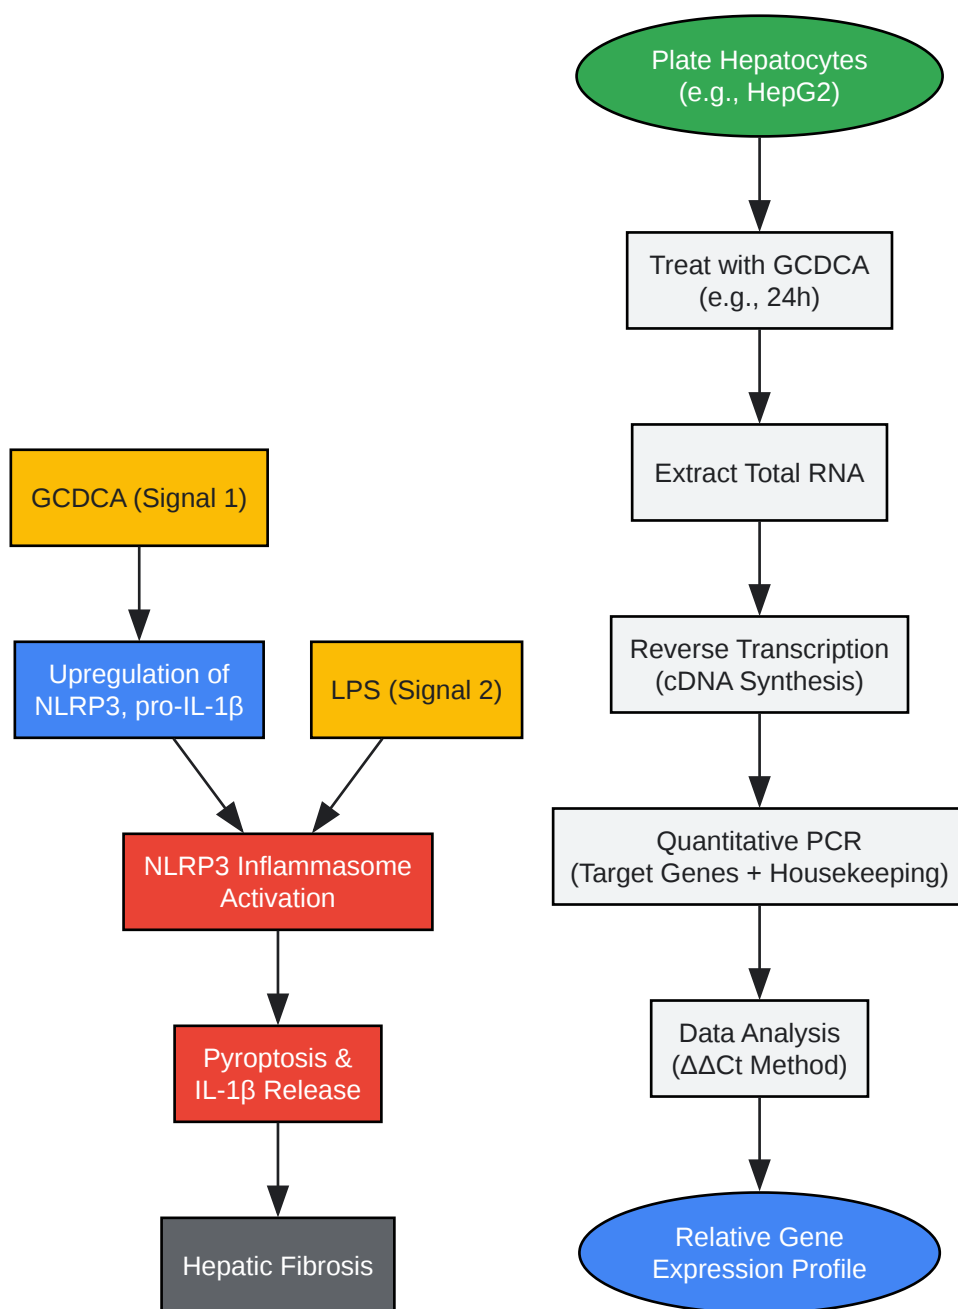 GCDCA (Signal 1)
Upregulation of
NLRP3, pro-IL-1β
LPS (Signal 2)
NLRP3 Inflammasome
Activation
Pyroptosis &
IL-1β Release
Hepatic Fibrosis
Plate Hepatocytes
(e.g., HepG2)
Treat with GCDCA
(e.g., 24h)
Extract Total RNA
Reverse Transcription
(cDNA Synthesis)
Quantitative PCR
(Target Genes + Housekeeping)
Data Analysis
(ΔΔCt Method)
Relative Gene
Expression Profile